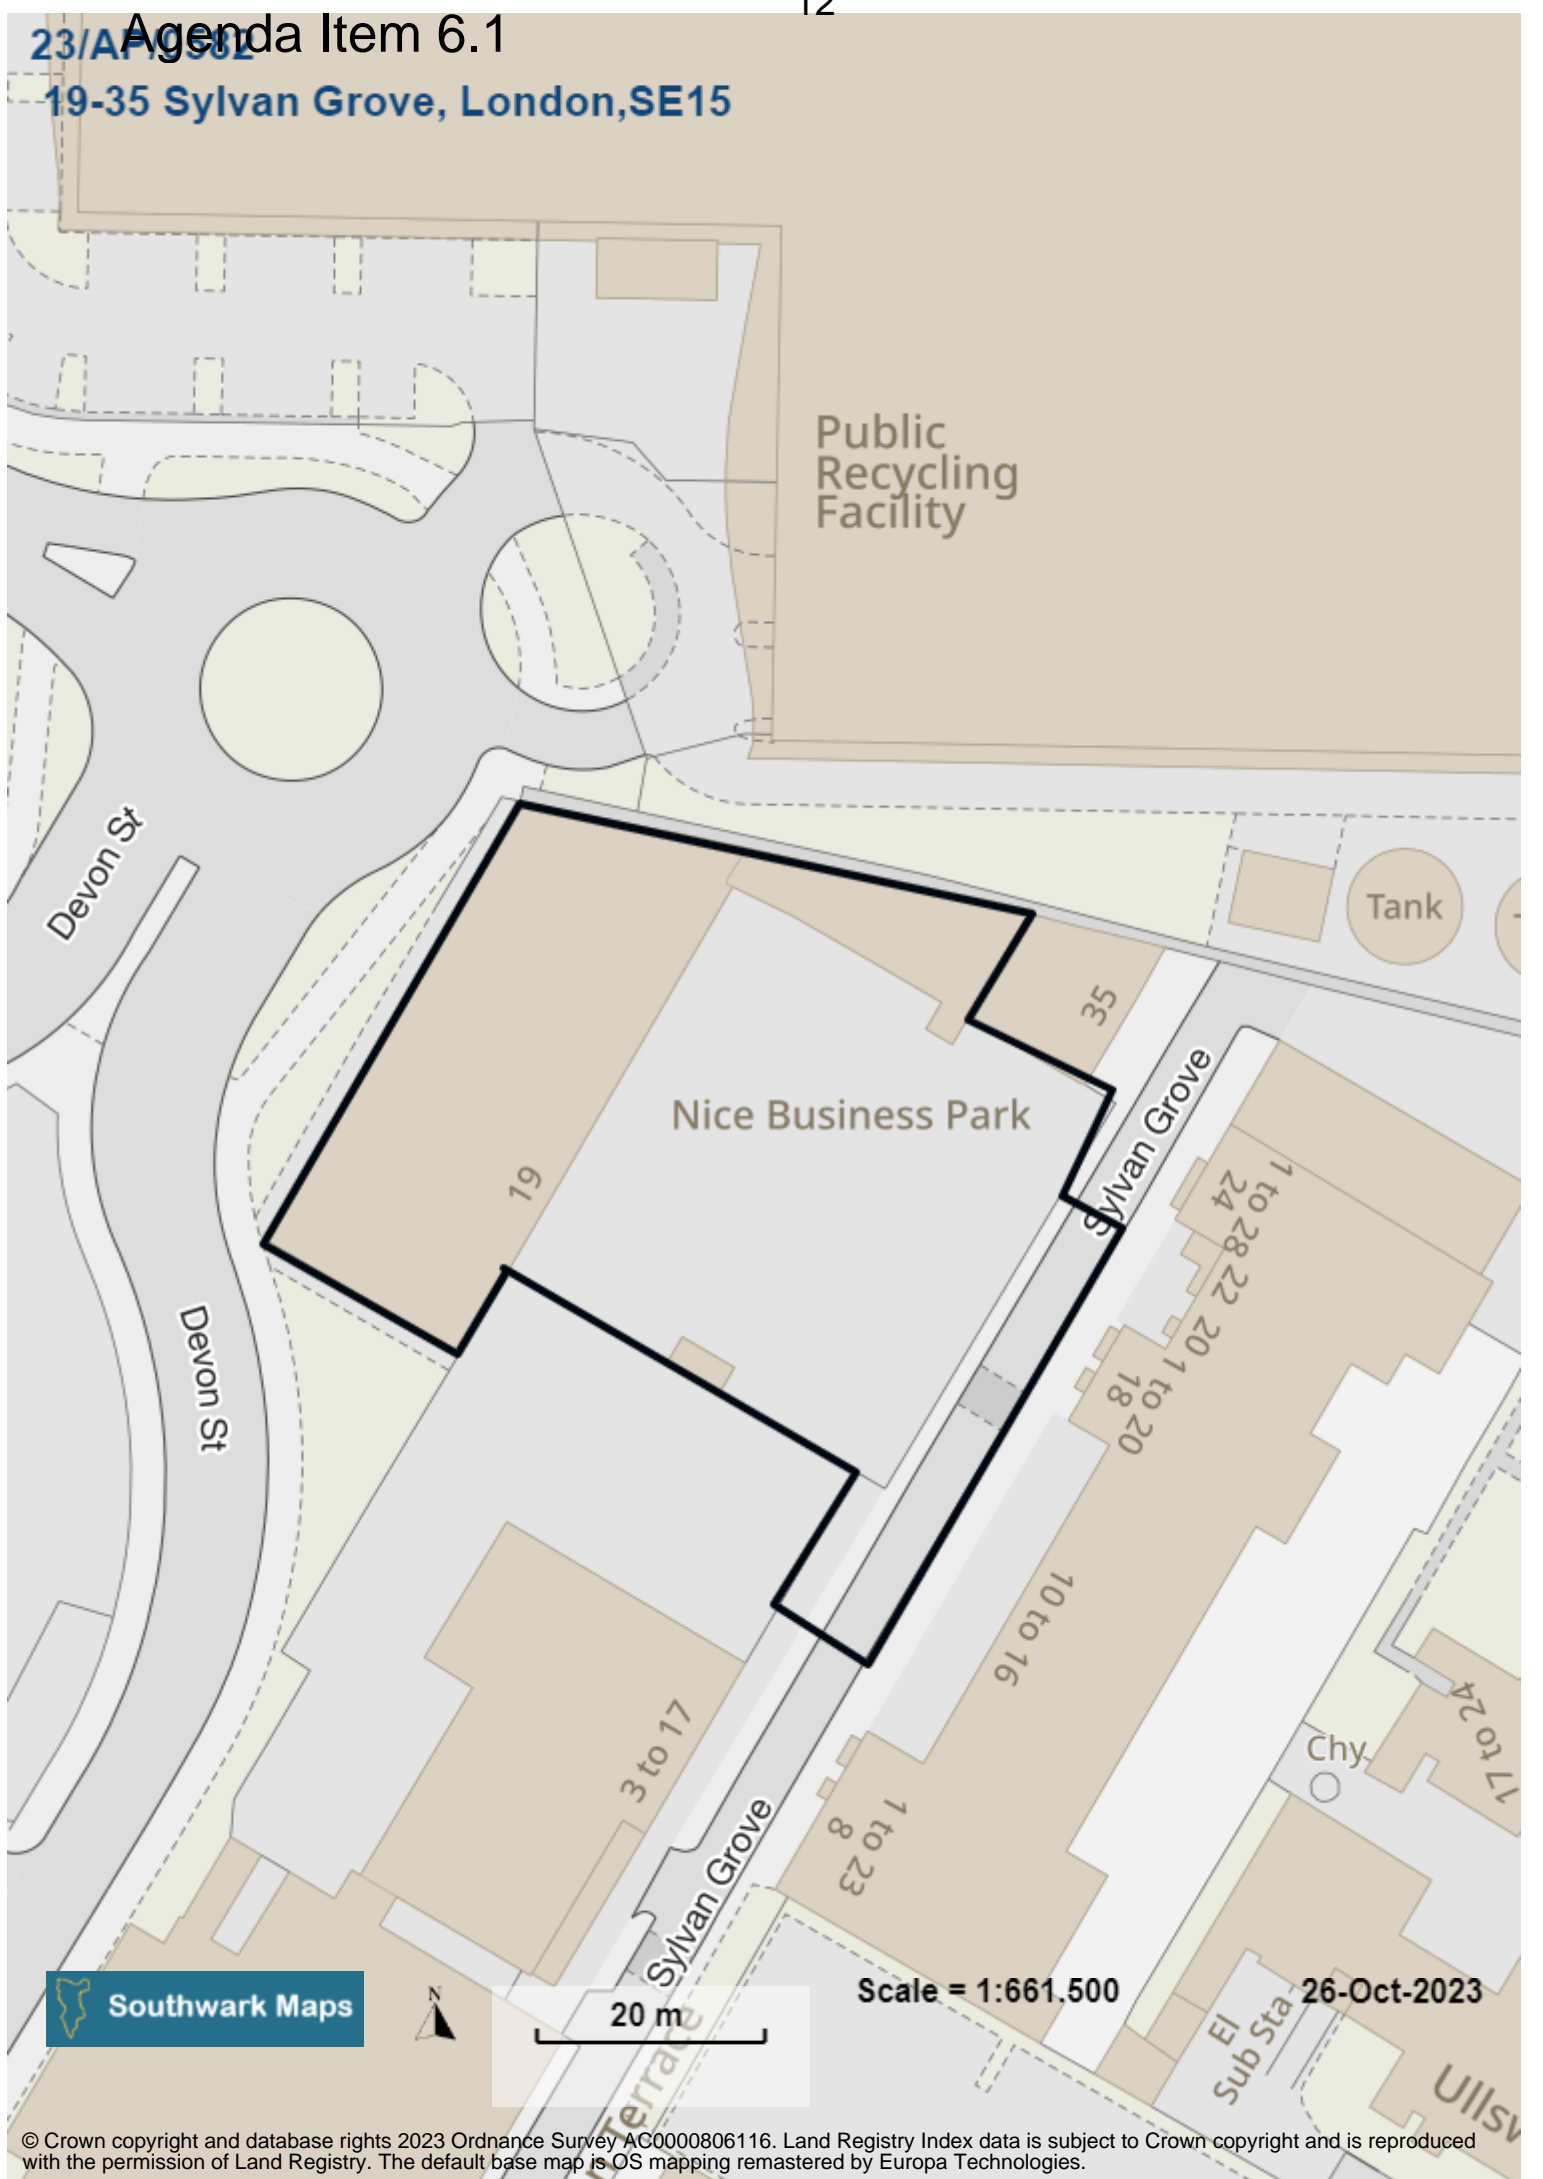 12
Agenda Item 6.1
19-35 Sylvan Grove, London,SE15
Public
Recycling
Facility
Devon St
Tank
35
Nice Business Park
Sylvan Grove
19
1 to 28
24
22
20
1 to 20
18
Devon St
10 to 16
3 to 17
17 to 24
Chy
1 to 23
8
Sylvan Grove
Southwark Maps
N
20 m
Scale = 1:661.500
26-Oct-2023
El
Sub Sta
Terrace
© Crown copyright and database rights 2023 Ordnance Survey AC0000806116. Land Registry Index data is subject to Crown copyright and is reproduced
with the permission of Land Registry. The default base map is OS mapping remastered by Europa Technologies.